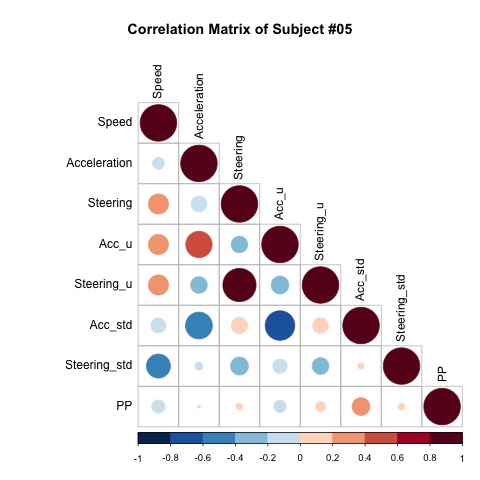 Correlation Matrix of Subject #05
Speed
Acceleration
Steering
Acc_u
Steering_u
Acc_std
Steering_std
PP
Speed
Acceleration
Steering
Acc_u
Steering_u
Acc_std
Steering_std
PP
-1 -0.8 -0.6 -0.4 -0.2 0 0.2 0.4 0.6 0.8 1